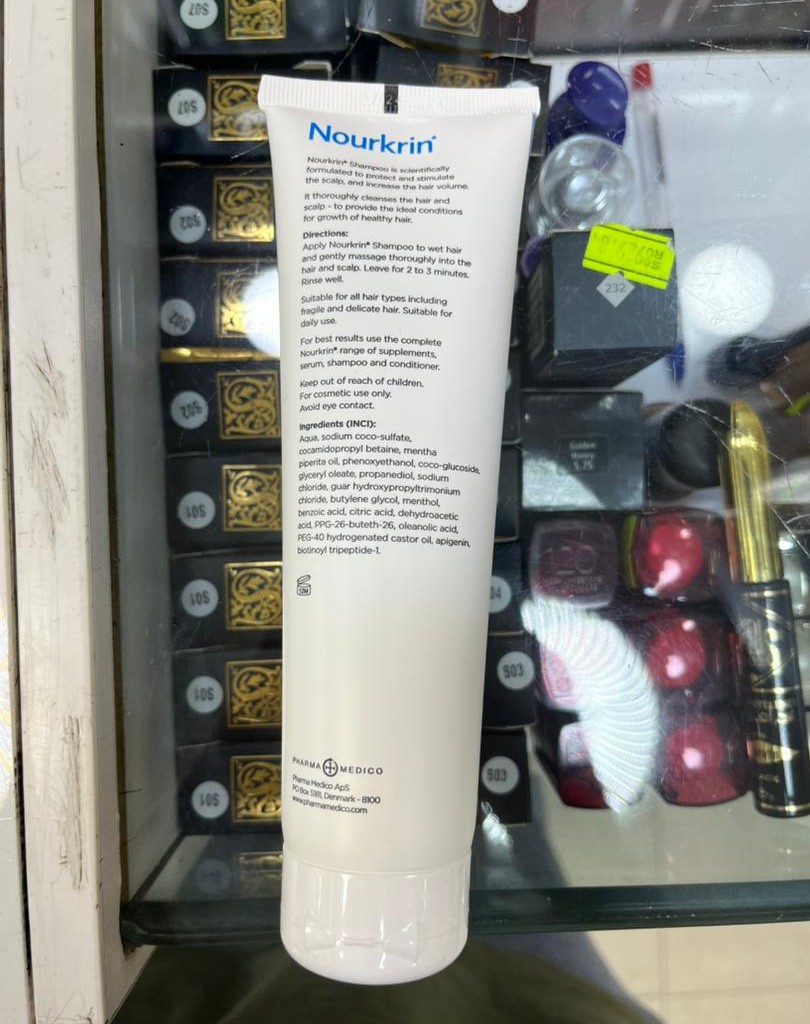 Nourkrin®
Nourkrin® Shampoo is scientifically
formulated to protect and stimulate
the scalp, and increase the hair volume.
It thoroughly cleanses the hair and
scalp - to provide the ideal conditions
for growth of healthy hair.
Directions:
Apply Nourkrin® Shampoo to wet hair
and gently massage thoroughly into the
hair and scalp. Leave for 2 to 3 minutes.
Rinse well.
Suitable for all hair types including
fragile and delicate hair. Suitable for
daily use.
For best results use the complete
Nourkrin® range of supplements,
serum, shampoo and conditioner.
Keep out of reach of children.
For cosmetic use only.
Avoid eye contact.
Ingredients (INCI):
Aqua, sodium coco-sulfate,
cocamidopropyl betaine, mentha
piperita oil, phenoxyethanol, coco-glucoside,
glyceryl oleate, propanediol, sodium
chloride, guar hydroxypropyltrimonium
chloride, butylene glycol, menthol,
benzoic acid, citric acid, dehydroacetic
acid, PPG-26-buteth-26, oleanolic acid,
PEG-40 hydrogenated castor oil, apigenin,
biotinoyl tripeptide-1.
12M
PHARMA MEDICO
Pharma Medico ApS
PO Box 5181, Denmark - 8100
www.pharmamedico.com
S07
S07
S02
S02
S02
S01
S01
S01
S01
04
S03
S03
232
Golden
Honey
5.75